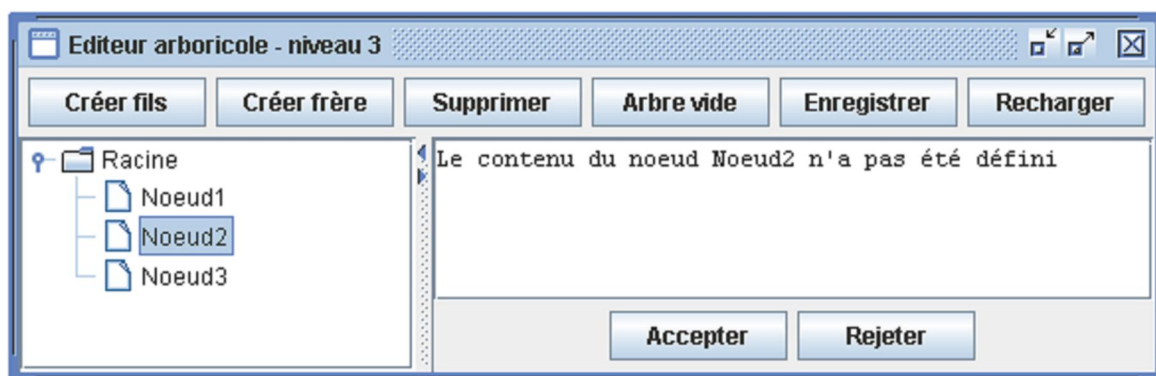 Editeur arboricole - niveau 3
Créer fils Créer frère Supprimer Arbre vide Enregistrer Recharger
Racine
Noeud1
Noeud2
Noeud3
Le contenu du noeud Noeud2 n'a pas été défini
Accepter Rejeter